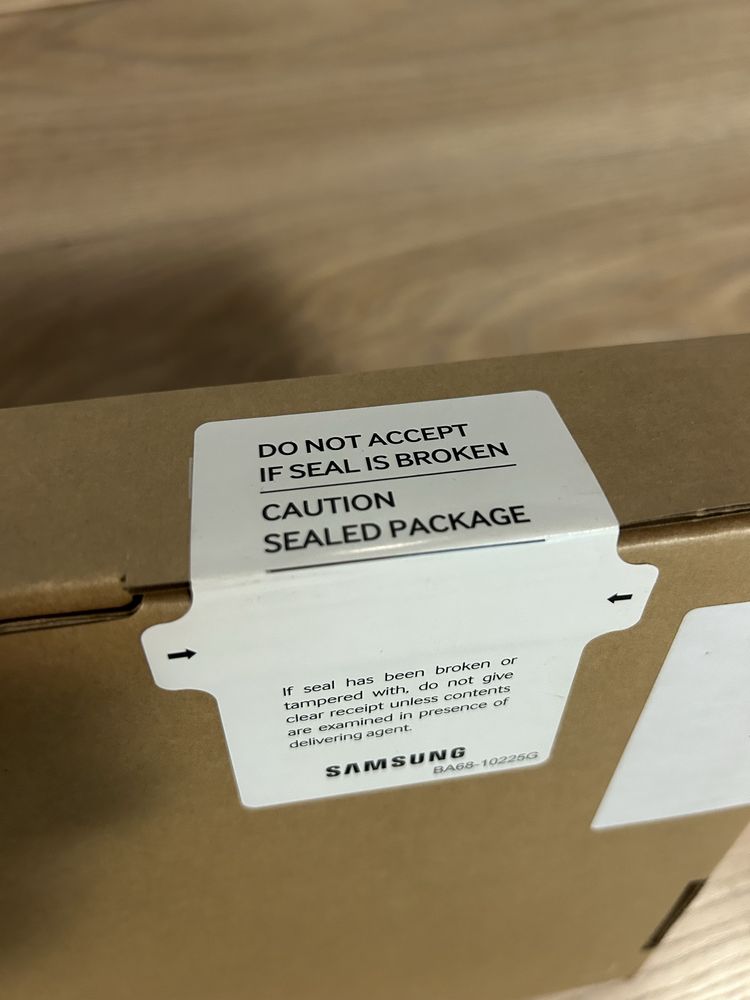 DO NOT ACCEPT
IF SEAL IS BROKEN
CAUTION
SEALED PACKAGE
If seal has been broken or
tampered with, do not give
clear receipt unless contents
are examined in presence of
delivering agent.
SAMSUNG
BA68-10225G